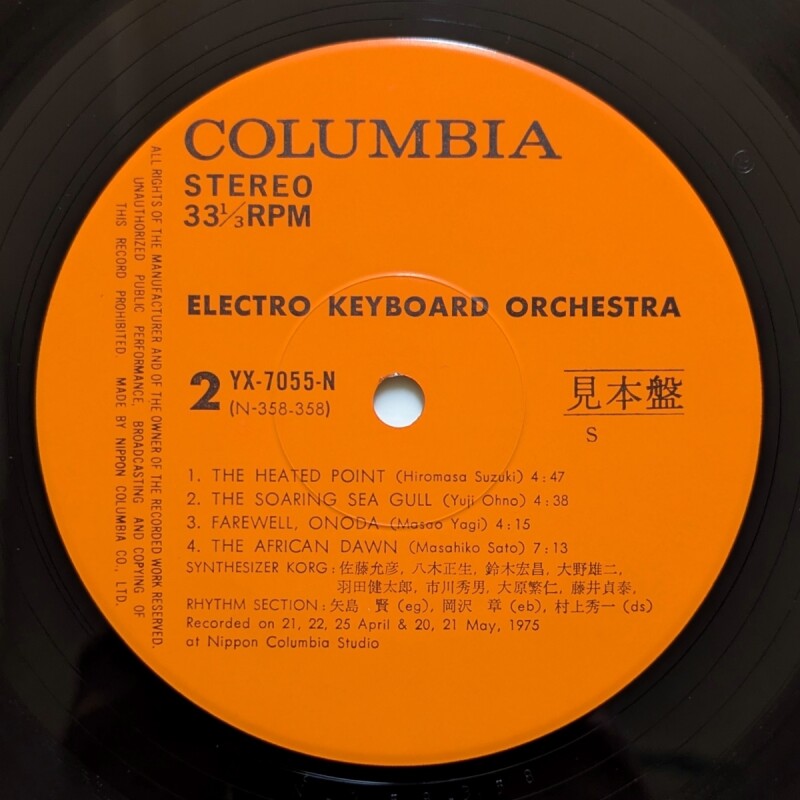 COLUMBIA
STEREO
33 1/3 RPM
ELECTRO KEYBOARD ORCHESTRA
2 YX-7055-N
(N-358-358)
見本盤
S
1. THE HEATED POINT (Hiromasa Suzuki) 4:47
2. THE SOARING SEA GULL (Yuji Ohno) 4:38
3. FAREWELL, ONODA (Masao Yagi) 4:15
4. THE AFRICAN DAWN (Masahiko Sato) 7:13
SYNTHESIZER KORG: 佐藤允彦, 八木正生, 鈴木宏昌, 大野雄二,
羽田健太郎, 市川秀男, 大原繁仁, 藤井貞泰,
RHYTHM SECTION: 矢島 賢 (eg), 岡沢 章 (eb), 村上秀一 (ds)
Recorded on 21, 22, 25 April & 20, 21 May, 1975
at Nippon Columbia Studio
ALL RIGHTS OF THE MANUFACTURER AND OF THE OWNER OF THE RECORDED WORK RESERVED.
UNAUTHORIZED PUBLIC PERFORMANCE, BROADCASTING AND COPYING OF
THIS RECORD PROHIBITED. MADE BY NIPPON COLUMBIA CO., LTD.